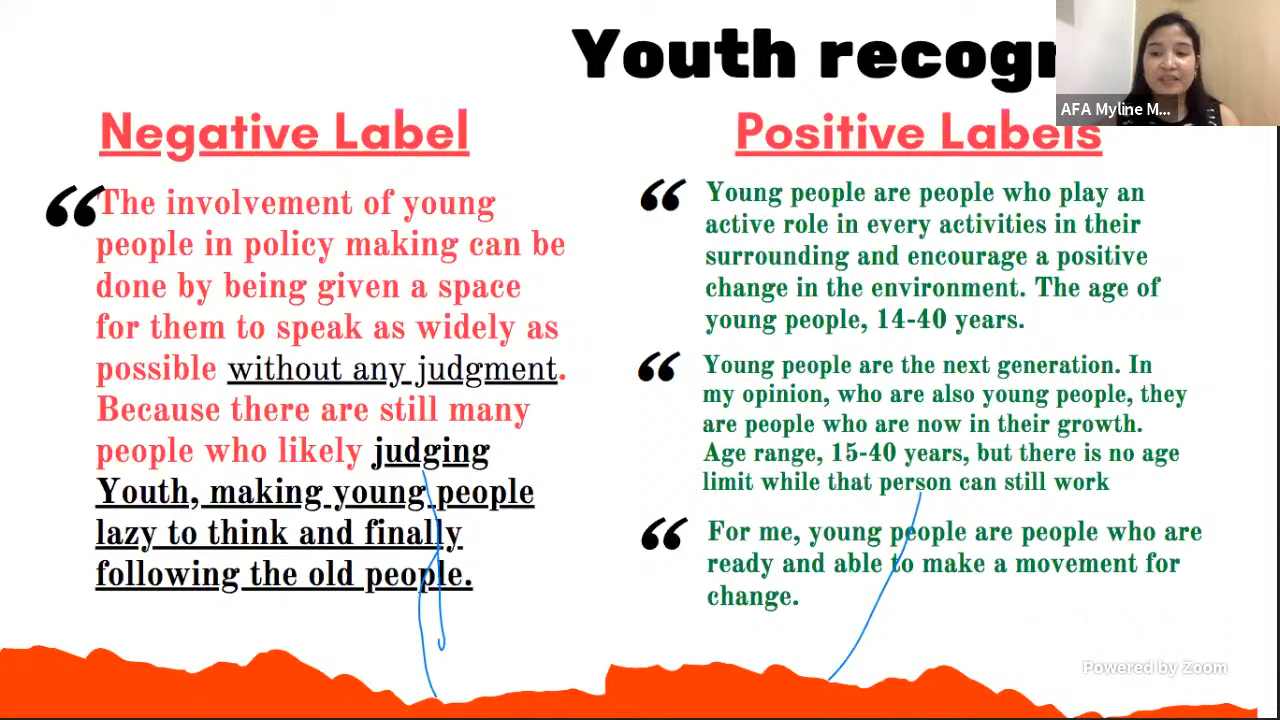 Youth recogn
AFA Myline M...
Negative Label
“The involvement of young
people in policy making can be
done by being given a space
for them to speak as widely as
possible without any judgment.
Because there are still many
people who likely judging
Youth, making young people
lazy to think and finally
following the old people.
Positive Labels
“Young people are people who play an
active role in every activities in their
surrounding and encourage a positive
change in the environment. The age of
young people, 14-40 years.
“Young people are the next generation. In
my opinion, who are also young people, they
are people who are now in their growth.
Age range, 15-40 years, but there is no age
limit while that person can still work
“For me, young people are people who are
ready and able to make a movement for
change.
Powered by Zoom